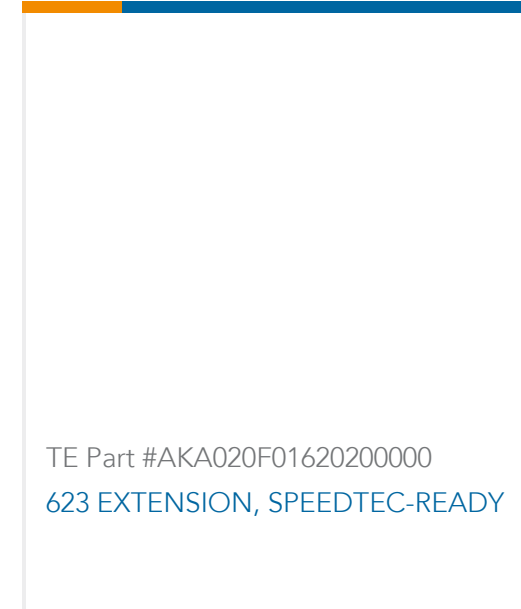 TE Part #AKA020F01620200000
623 EXTENSION, SPEEDTEC-READY